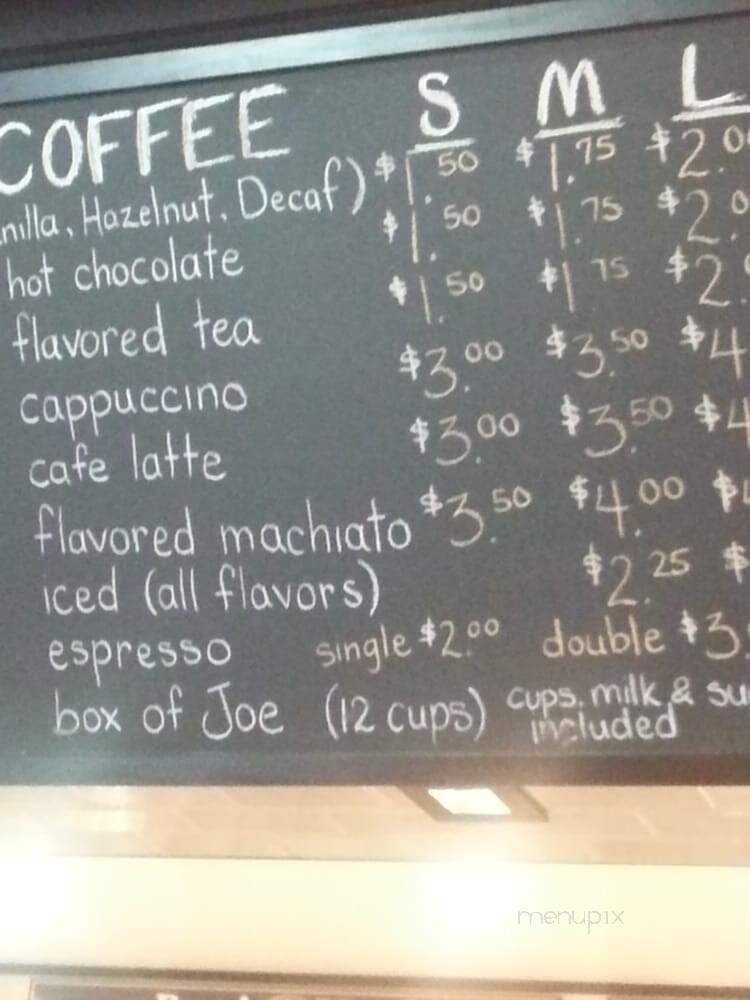 COFFEE S M L
nilla, Hazelnut, Decaf) $1.50 $1.75 $2.0
hot chocolate $1.50 $1.75 $2.0
flavored tea $1.50 $1.75 $2.
cappuccino $3.00 $3.50 $4
cafe latte $3.00 $3.50 $4
flavored machiato $3.50 $4.00 $
iced (all flavors) $2.25 $
espresso single $2.00 double $3.
box of Joe (12 cups) cups, milk & su
included
menupix